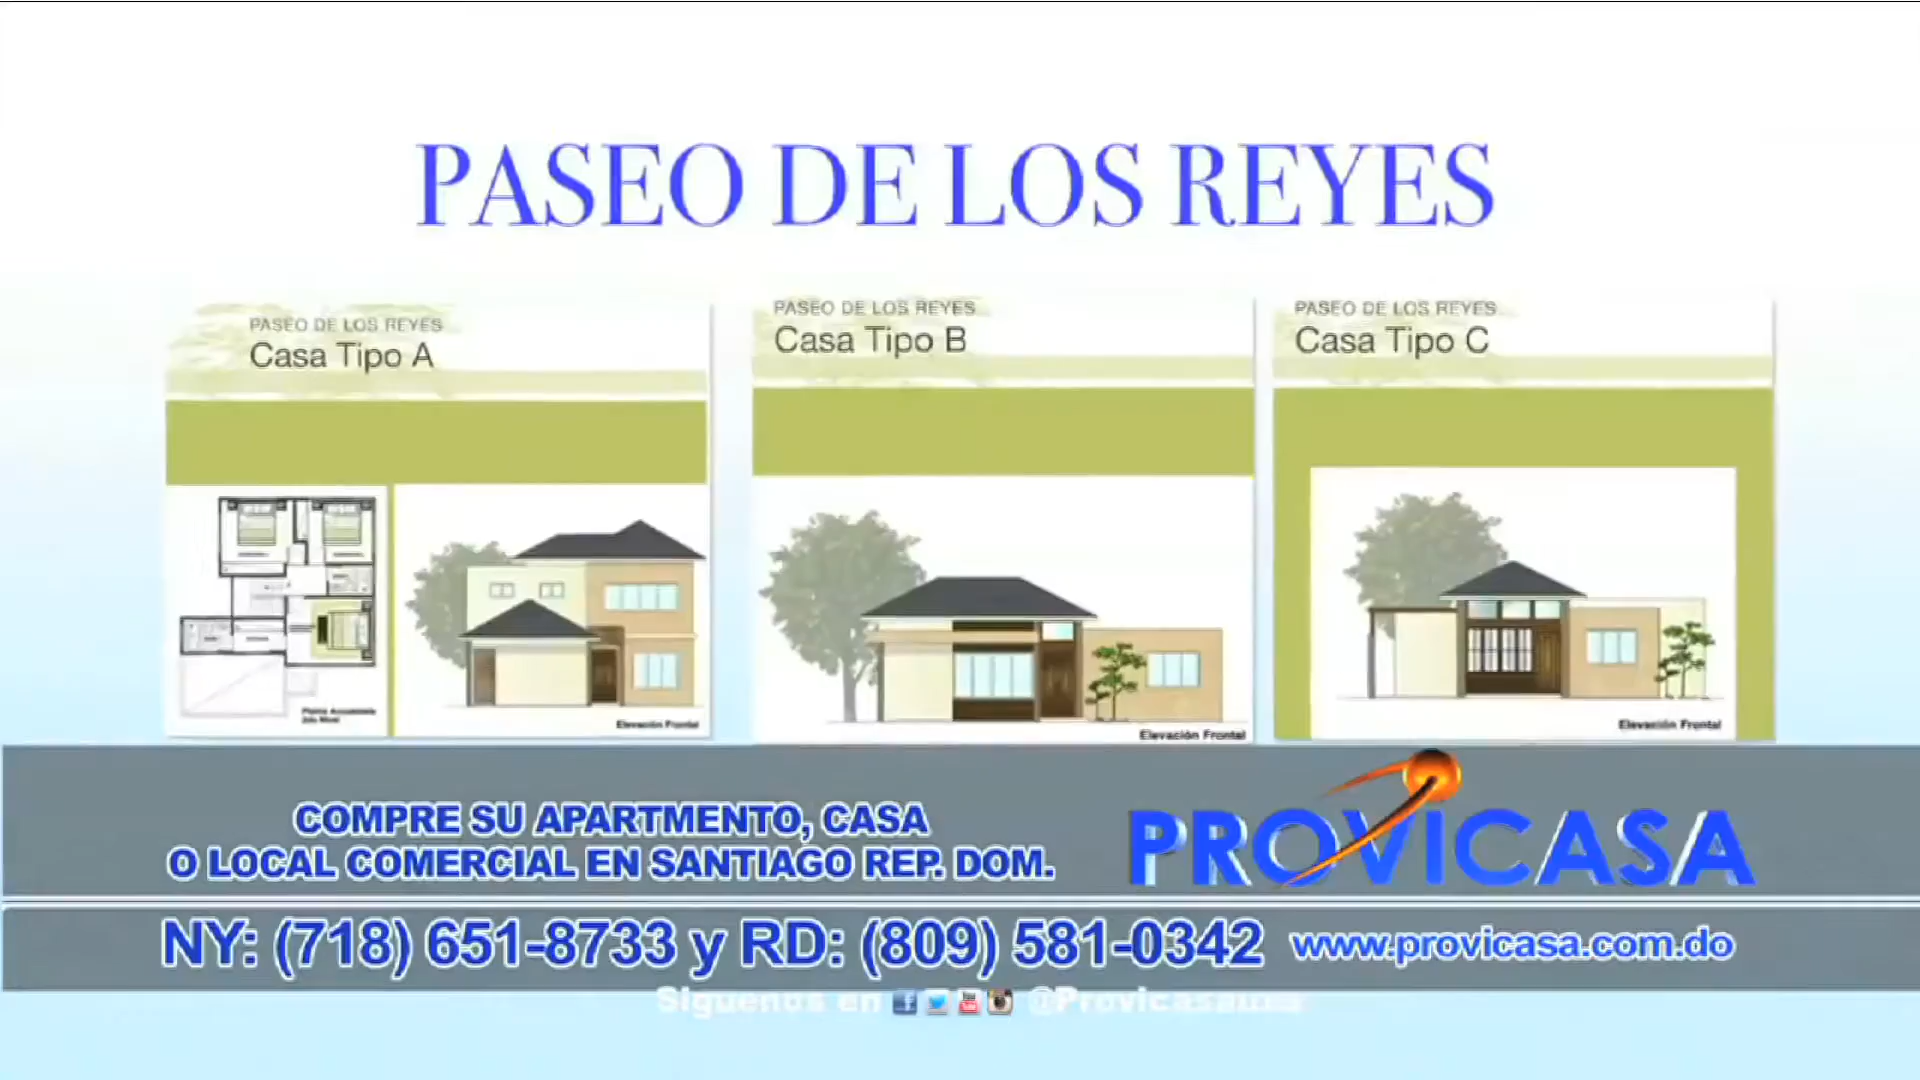 PASEO DE LOS REYES
PASEO DE LOS REYES
Casa Tipo A
PASEO DE LOS REYES
Casa Tipo B
PASEO DE LOS REYES
Casa Tipo C
Elevación Frontal
Elevación Frontal
Elevación Frontal
COMPRE SU APARTMENTO, CASA
O LOCAL COMERCIAL EN SANTIAGO REP. DOM.
PROVICASA
NY: (718) 651-8733 y RD: (809) 581-0342 www.provicasa.com.do
Siguenos en